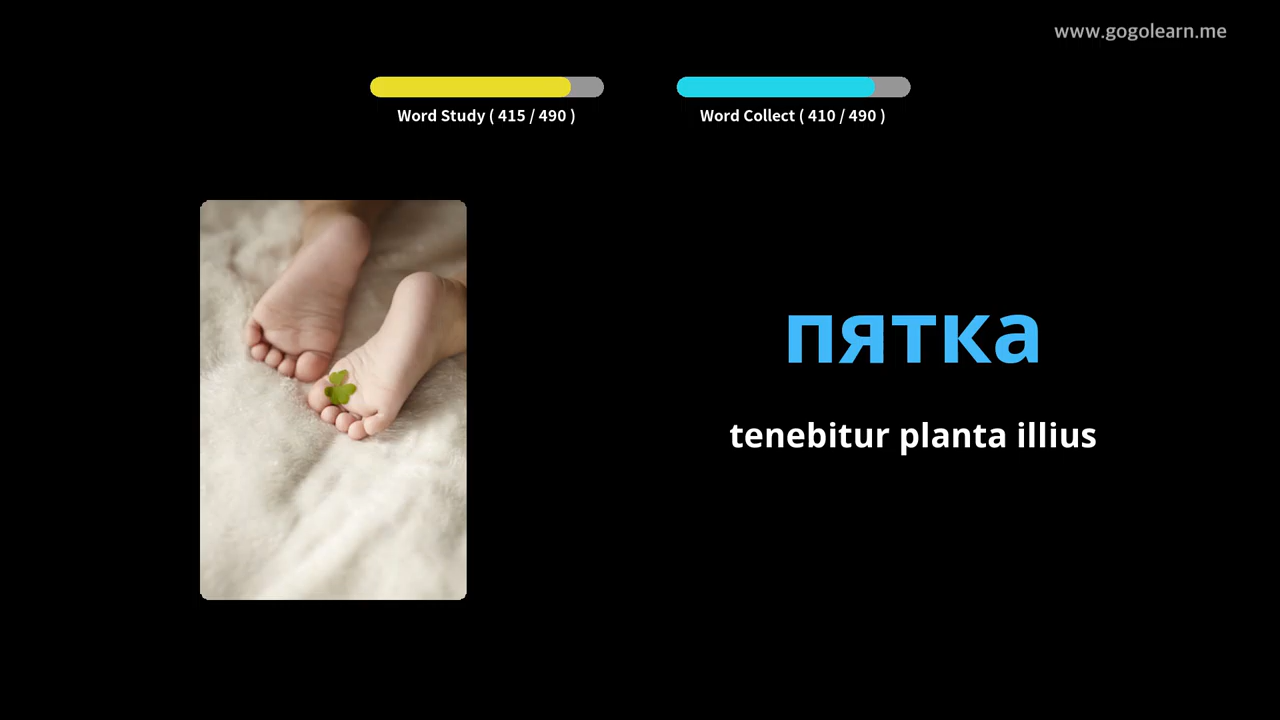 www.gogolearn.me
Word Study ( 415 / 490 )
Word Collect ( 410 / 490 )
пятка
tenebitur planta illius